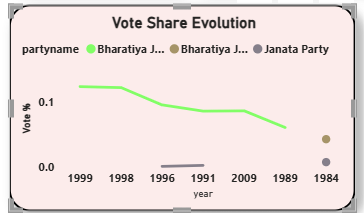 Vote Share Evolution
partyname Bharatiya J... Bharatiya J... Janata Party
Vote %
0.1
0.0
1999 1998 1996 1991 2009 1989 1984
year